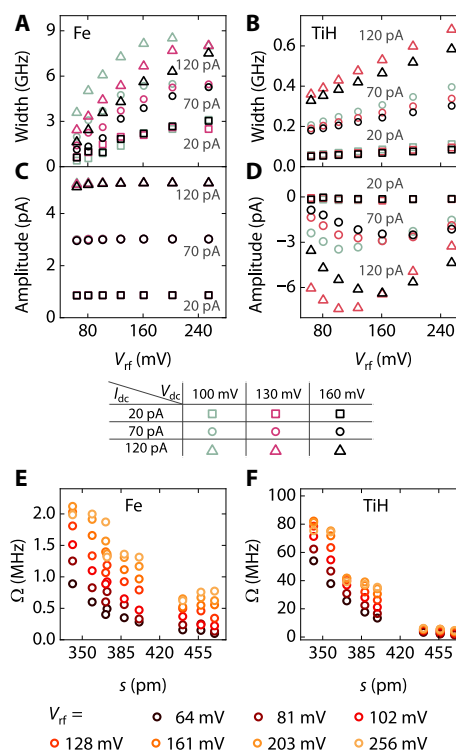 A Fe
B TiH
Width (GHz)
9
6
3
0
120 pA
70 pA
20 pA
Width (GHz)
0.6
0.4
0.2
0.0
120 pA
70 pA
20 pA
C
D
Amplitude (pA)
4
2
0
120 pA
70 pA
20 pA
80 160 240
Vrf (mV)
Amplitude (pA)
0
−3
−6
20 pA
70 pA
120 pA
80 160 240
Vrf (mV)
Idc Vdc 100 mV 130 mV 160 mV
20 pA
70 pA
120 pA
E Fe
F TiH
Ω (MHz)
2.0
1.5
1.0
0.5
0.0
350 385 420 455
s (pm)
Ω (MHz)
100
80
60
40
20
0
350 385 420 455
s (pm)
Vrf = 64 mV 81 mV 102 mV
128 mV 161 mV 203 mV 256 mV